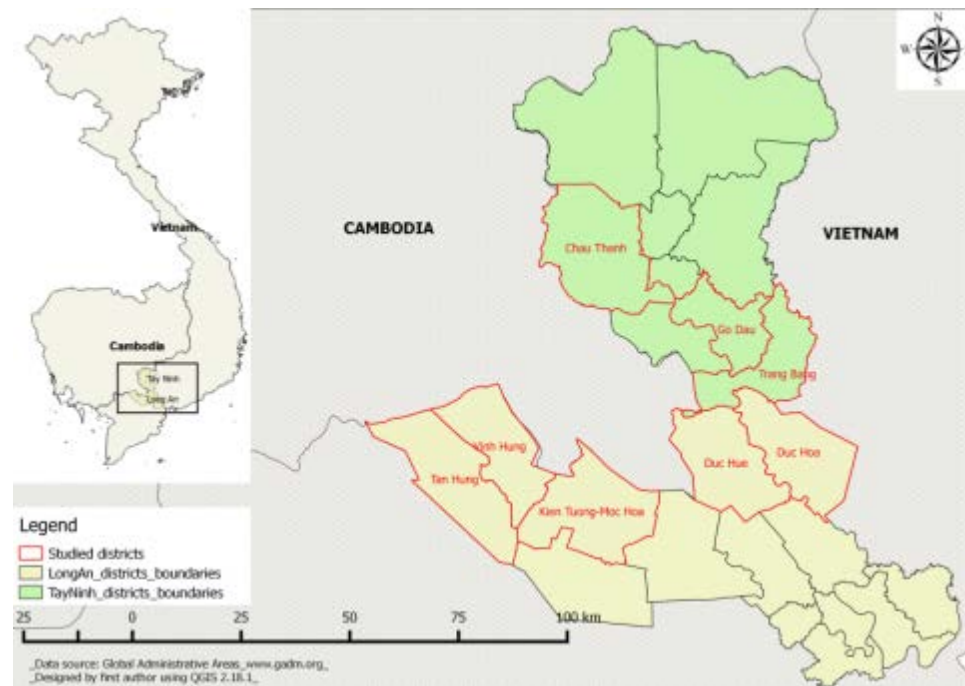 N
W
S
Vietnam
Cambodia
Tay Ninh
Long An
CAMBODIA
VIETNAM
Chau Thanh
Go Dau
Trang Bang
Vinh Hung
Tan Hung
Kien Tuong-Moc Hoa
Duc Hue
Duc Hoa
Legend
Studied districts
LongAn_districts_boundaries
TayNinh_districts_boundaries
25 0 25 50 75 100 km
_Data source: Global Administrative Areas_www.gadm.org_
_Designed by first author using QGIS 2.18.1_